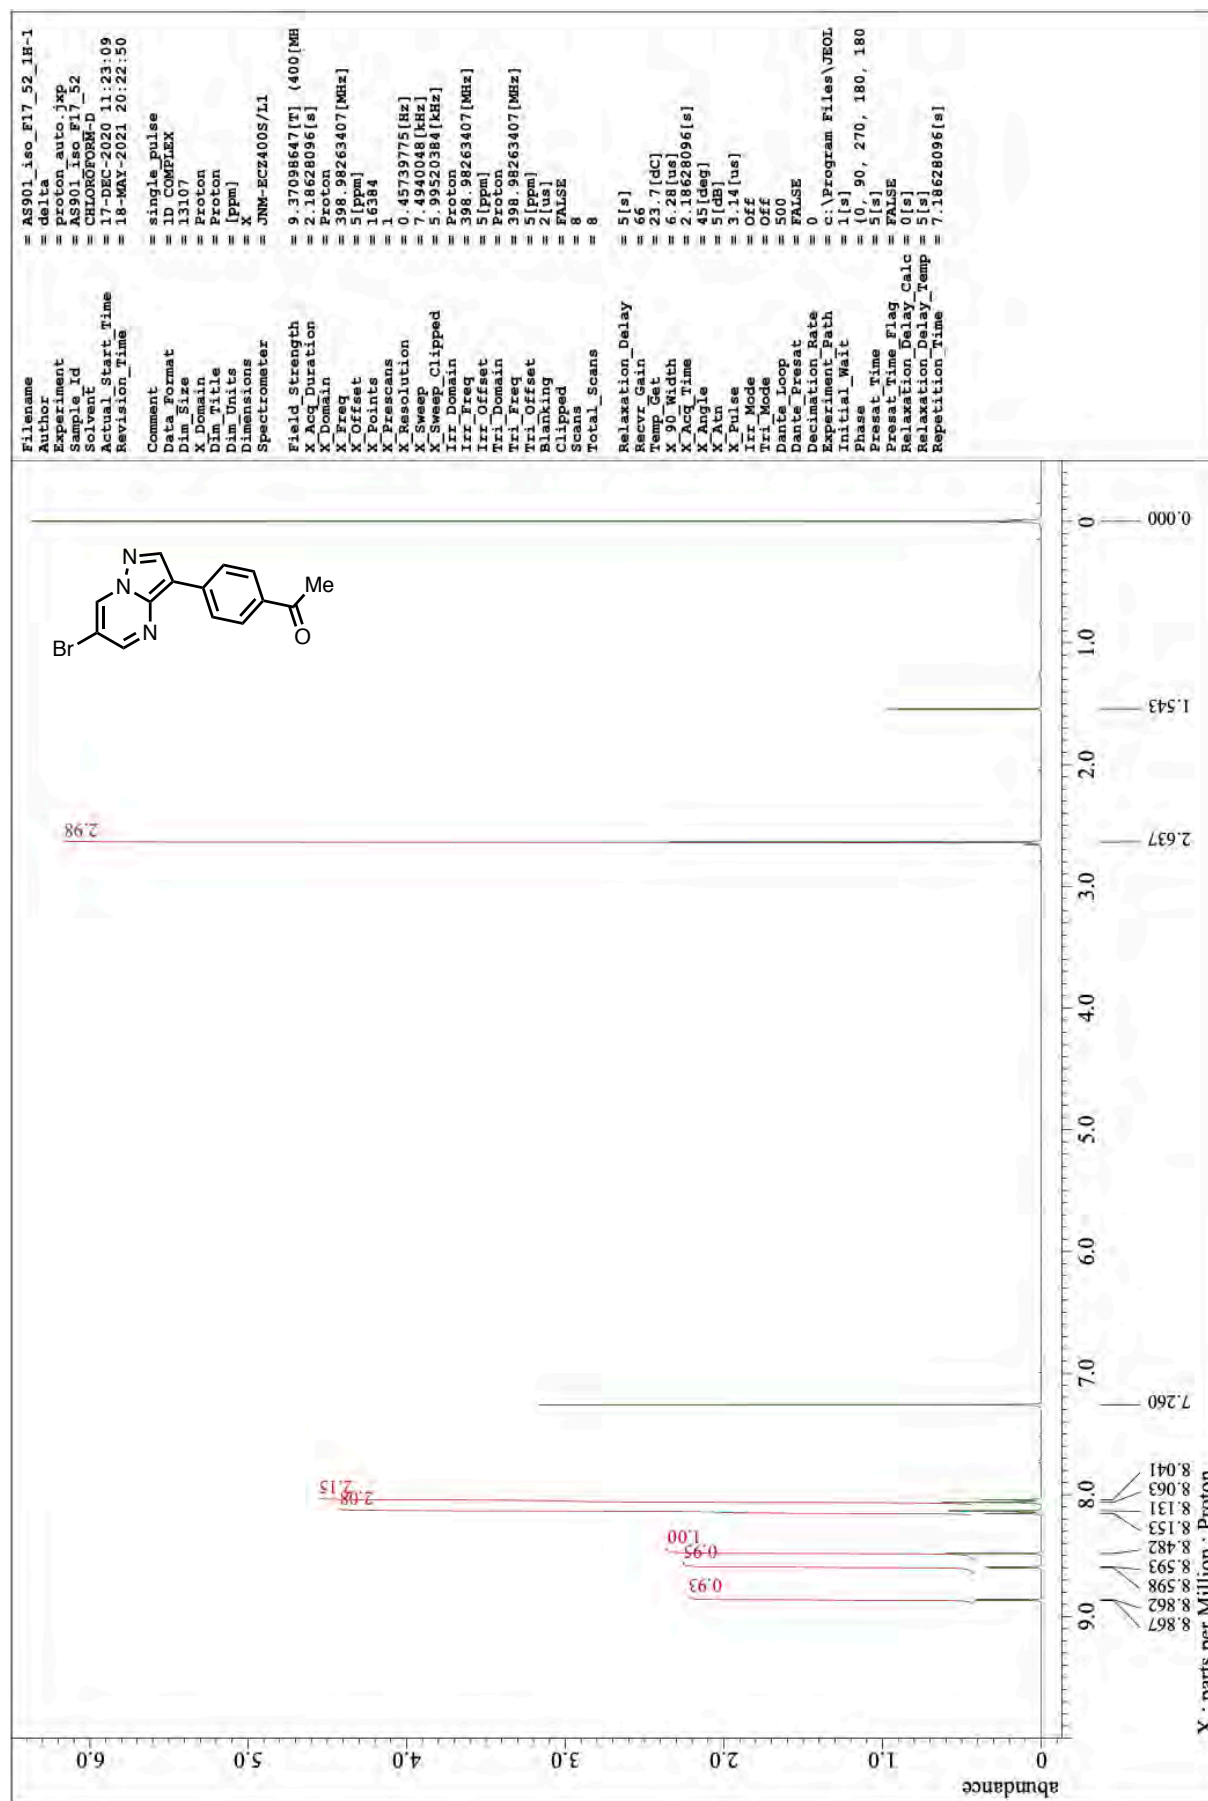 Filename = AS901_iso_F17_52_1H-1
Author = delta
Experiment = proton_auto.jxp
Sample_Id = AS901_iso_F17_52
Solvent = CHLOROFORM-D
Actual_Start_Time = 17-DEC-2020 11:23:09
Revision_Time = 18-MAY-2021 20:22:50
Comment = single_pulse
Data_Format = 1D COMPLEX
Dim_Size = 13107
X_Domain = Proton
Dim_Title = Proton
Dim_Units = [ppm]
Dimensions = X
Spectrometer = JNM-ECZ400S/L1
Field_Strength = 9.37098647[T] (400[MH
X_Acq_Duration = 2.18628096[s]
X_Domain = Proton
X_Freq = 398.98263407[MHz]
X_Offset = 5[ppm]
X_Points = 16384
X_Prescans = 1
X_Resolution = 0.45739775[Hz]
X_Sweep = 7.4940048[kHz]
X_Sweep_Clipped = 5.99520384[kHz]
Irr_Domain = Proton
Irr_Freq = 398.98263407[MHz]
Irr_Offset = 5[ppm]
Tri_Domain = Proton
Tri_Freq = 398.98263407[MHz]
Tri_Offset = 5[ppm]
Blanking = 2[us]
Clipped = FALSE
Scans = 8
Total_Scans = 8
Relaxation_Delay = 5[s]
Recvr_Gain = 66
Temp_Get = 23.7[dC]
X_90_Width = 6.28[us]
X_Acq_Time = 2.18628096[s]
X_Angle = 45[deg]
X_Atn = 5[dB]
X_Pulse = 3.14[us]
Irr_Mode = Off
Tri_Mode = Off
Dante_Loop = 500
Dante_Presat = FALSE
Decimation_Rate = 0
Experiment_Path = c:\Program Files\JEOL
Initial_Wait = 1[s]
Phase = {0, 90, 270, 180, 180
Presat_Time = 5[s]
Presat_Time_Flag = FALSE
Relaxation_Delay_Calc = 0[s]
Relaxation_Delay_Temp = 5[s]
Repetition_Time = 7.18628096[s]
N
N
N
Br
Me
O
abundance
0 1.0 2.0 3.0 4.0 5.0 6.0
0.93
0.95
1.00
2.08
2.15
2.98
9.0 8.0 7.0 6.0 5.0 4.0 3.0 2.0 1.0 0
8.867
8.862
8.598
8.593
8.482
8.153
8.131
8.063
8.041
7.260
2.637
1.543
0.000
X : parts per Million : Proton